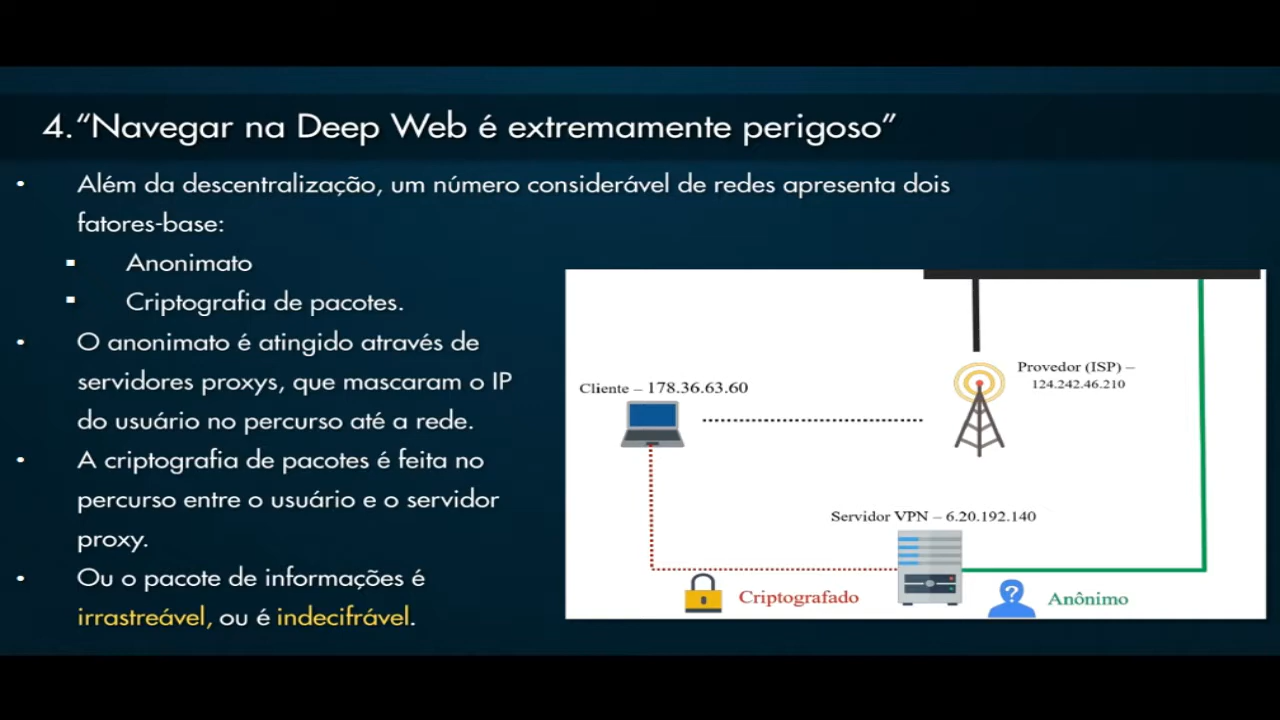 4. “Navegar na Deep Web é extremamente perigoso”
• Além da descentralização, um número considerável de redes apresenta dois
fatores-base:
▪ Anonimato
▪ Criptografia de pacotes.
• O anonimato é atingido através de
servidores proxys, que mascaram o IP
do usuário no percurso até a rede.
• A criptografia de pacotes é feita no
percurso entre o usuário e o servidor
proxy.
• Ou o pacote de informações é
irrastreável, ou é indecifrável.
Cliente – 178.36.63.60
Provedor (ISP) –
124.242.46.210
Servidor VPN – 6.20.192.140
Criptografado
?
Anônimo